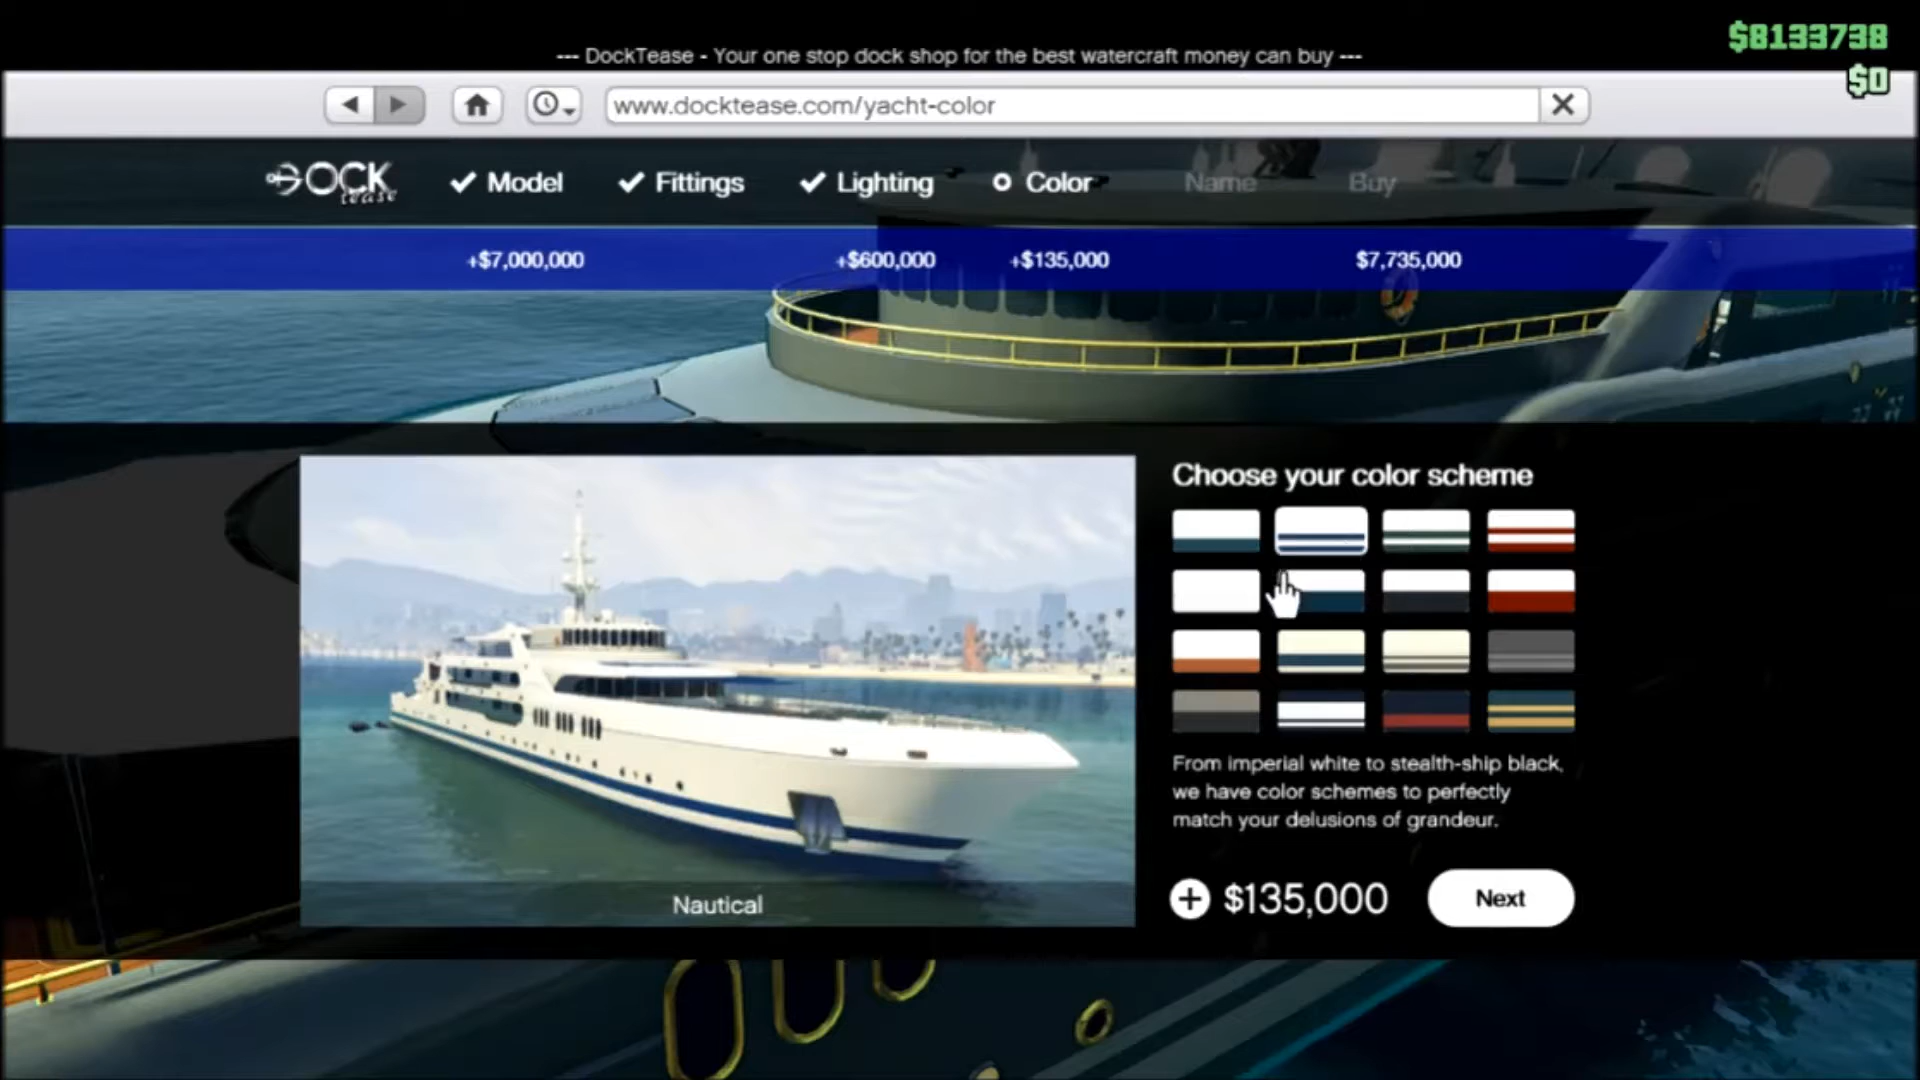 $8133738
--- DockTease - Your one stop dock shop for the best watercraft money can buy ---
$0
www.docktease.com/yacht-color
DOCK
tease
Model
Fittings
Lighting
Color
Name
Buy
+$7,000,000
+$600,000
+$135,000
$7,735,000
Choose your color scheme
From imperial white to stealth-ship black,
we have color schemes to perfectly
match your delusions of grandeur.
$135,000
Next
Nautical